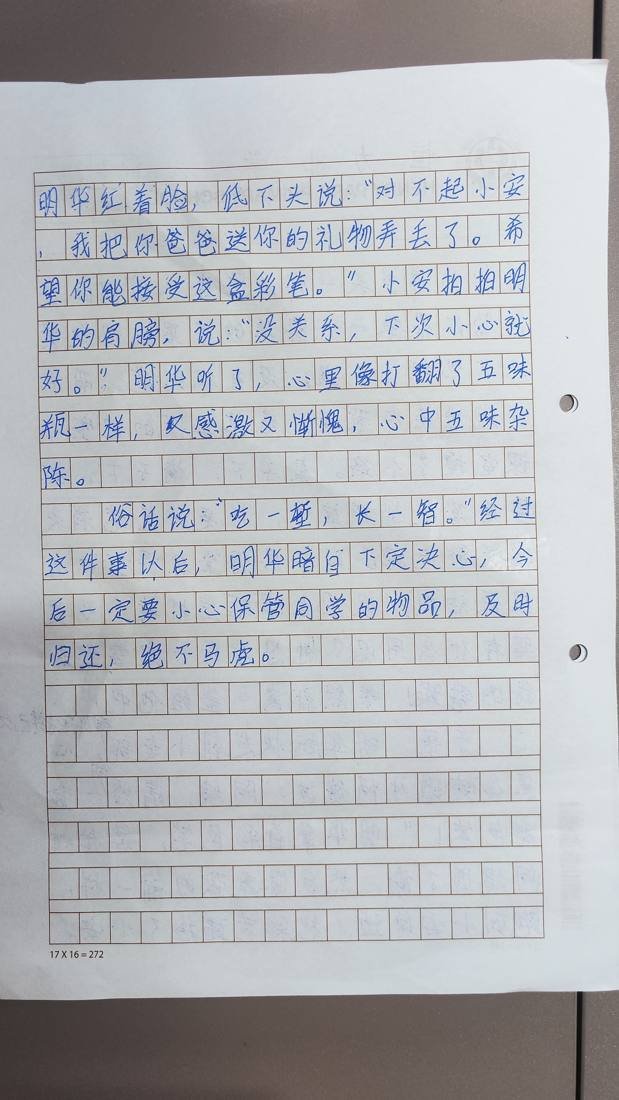 明华红着脸，低下头说：“对不起小安
，我把你爸爸送你的礼物弄丢了。希
望你能接受这盒彩笔。”小安拍拍明
华的肩膀，说：“没关系，下次小心就
好。”明华听了，心里像打翻了五味
瓶一样，又感激又惭愧，心中五味杂
陈。
俗话说：“吃一堑，长一智。”经过
这件事以后，明华暗自下定决心，今
后一定要小心保管同学的物品，及时
归还，绝不马虎。
17 X 16 = 272